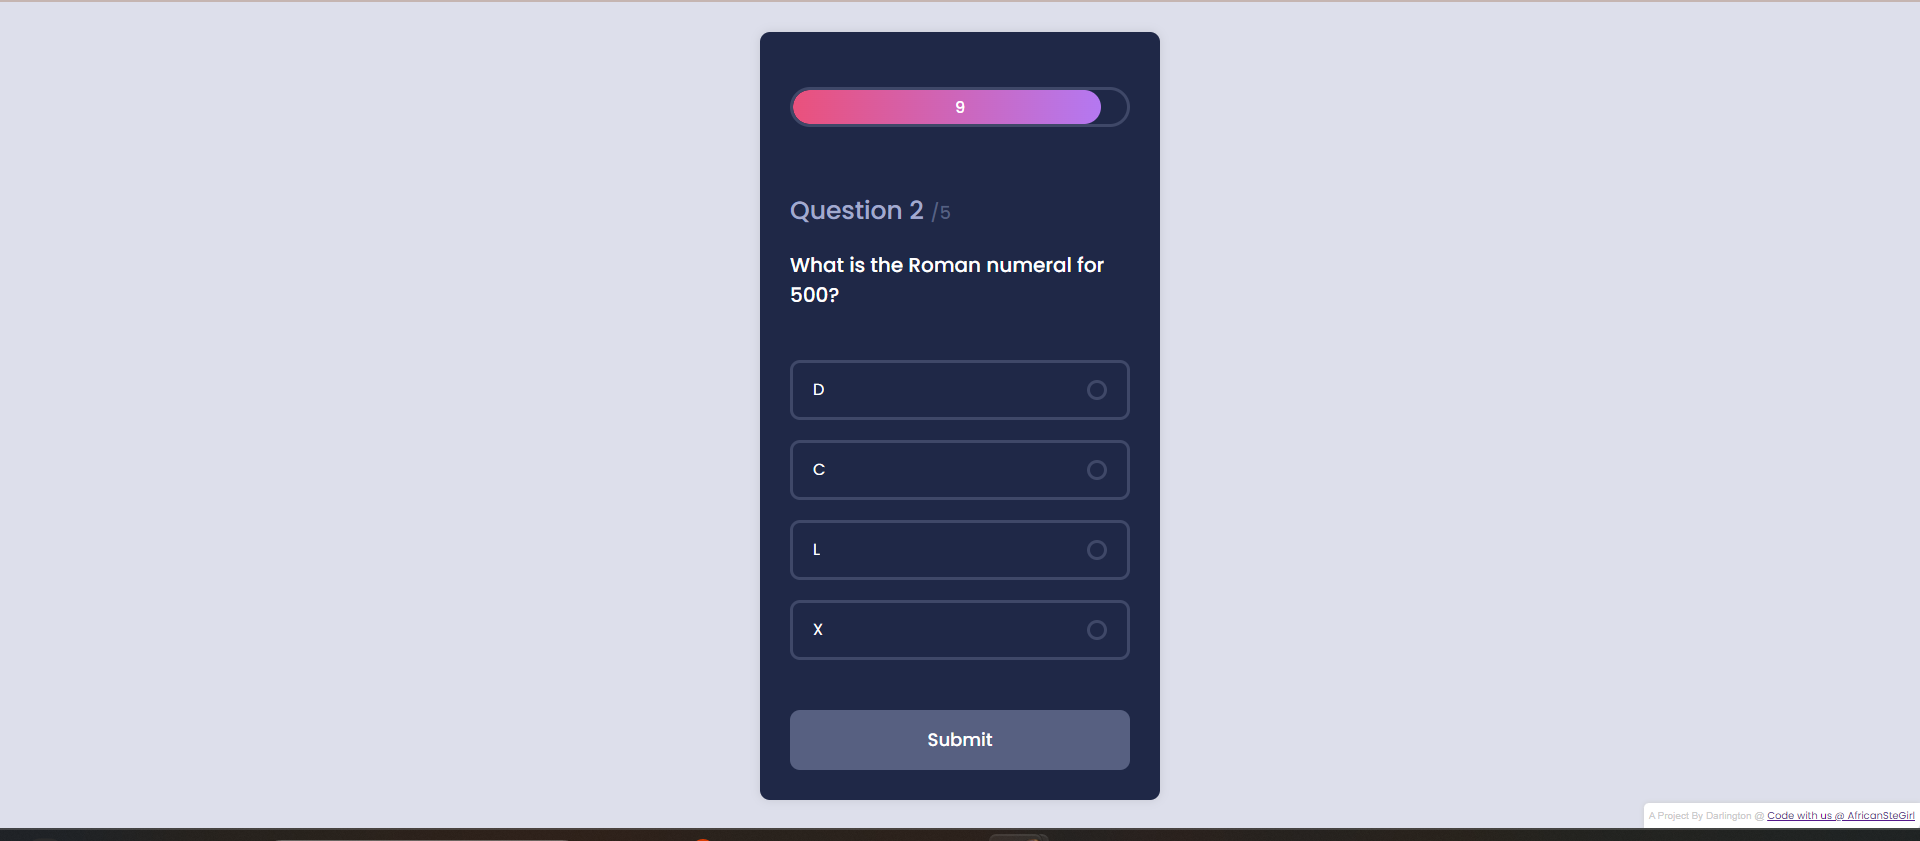 9
Question 2 /5
What is the Roman numeral for
500?
D
C
L
X
Submit
A Project By Darlington @ Code with us @ AfricanSteGirl